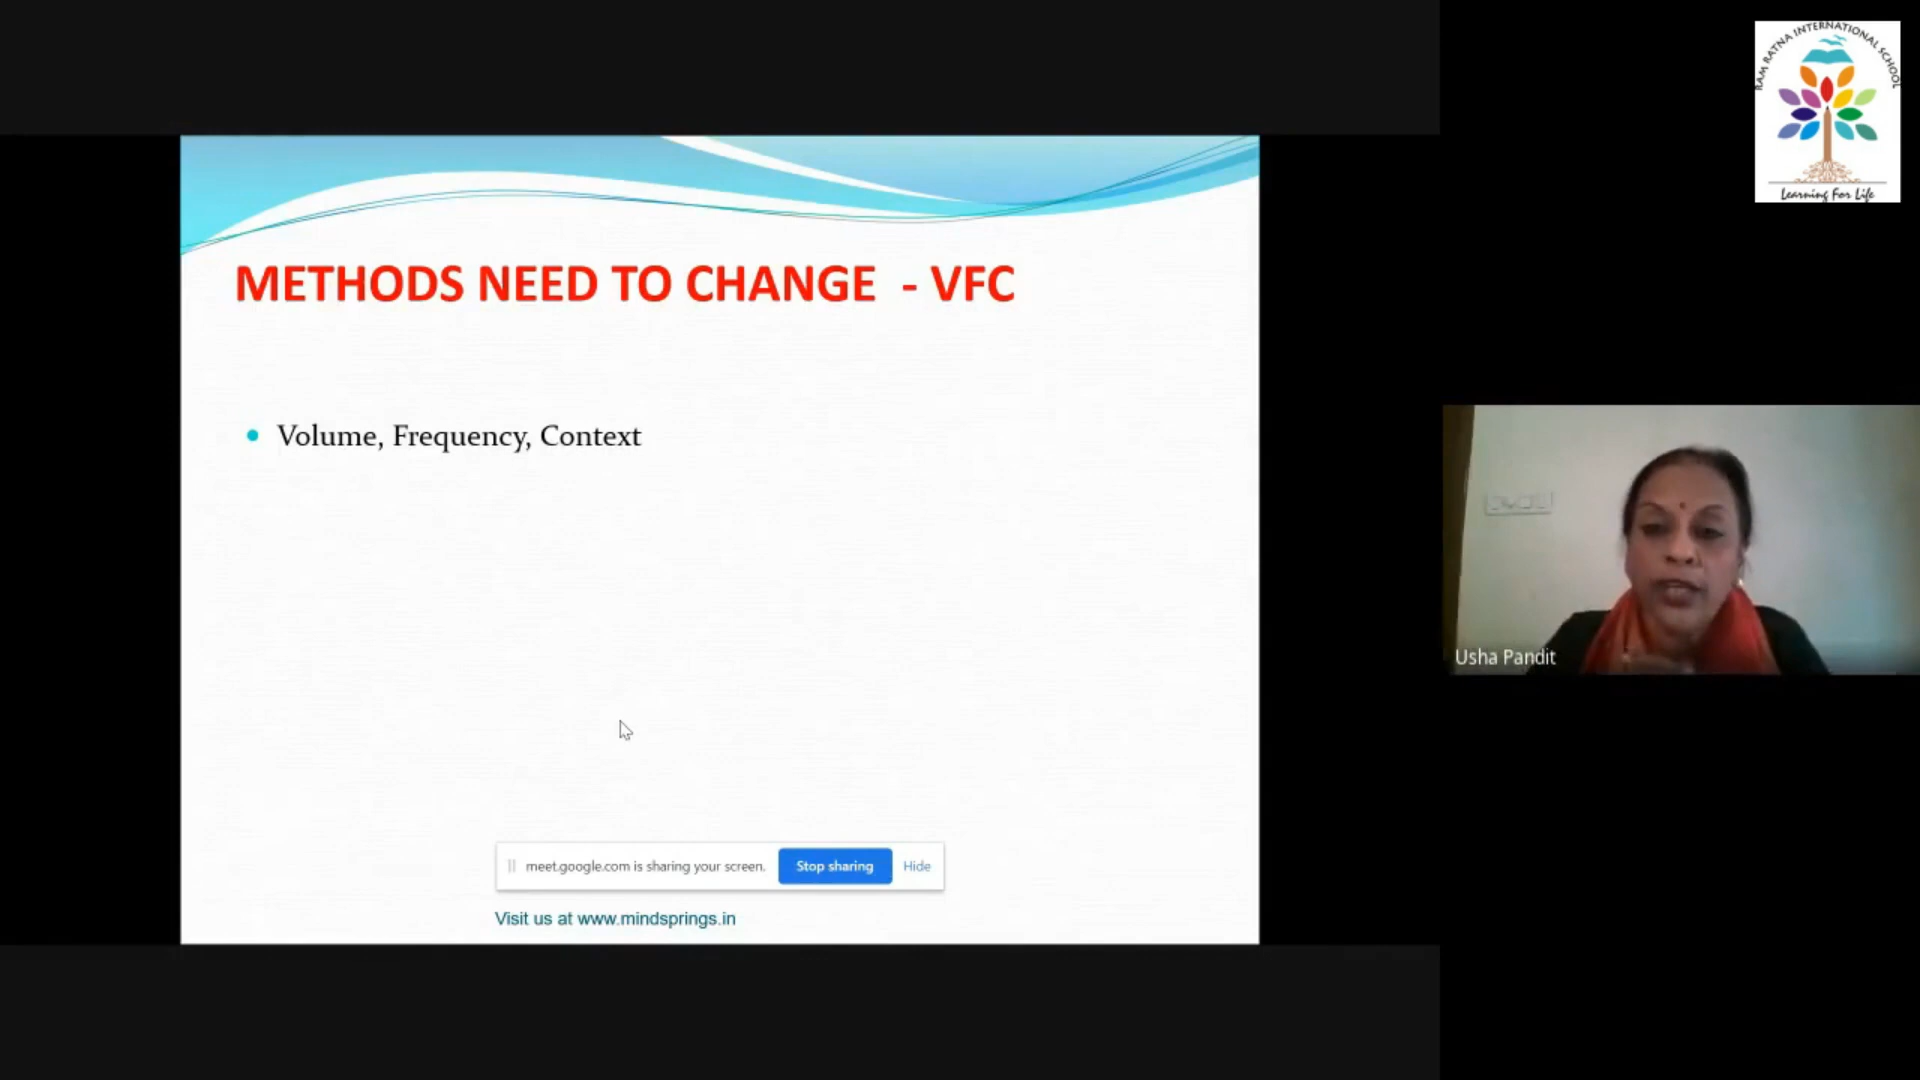 RAM RATNA INTERNATIONAL SCHOOL
Learning For Life
METHODS NEED TO CHANGE - VFC
Volume, Frequency, Context
Usha Pandit
meet.google.com is sharing your screen. Stop sharing Hide
Visit us at www.mindsprings.in